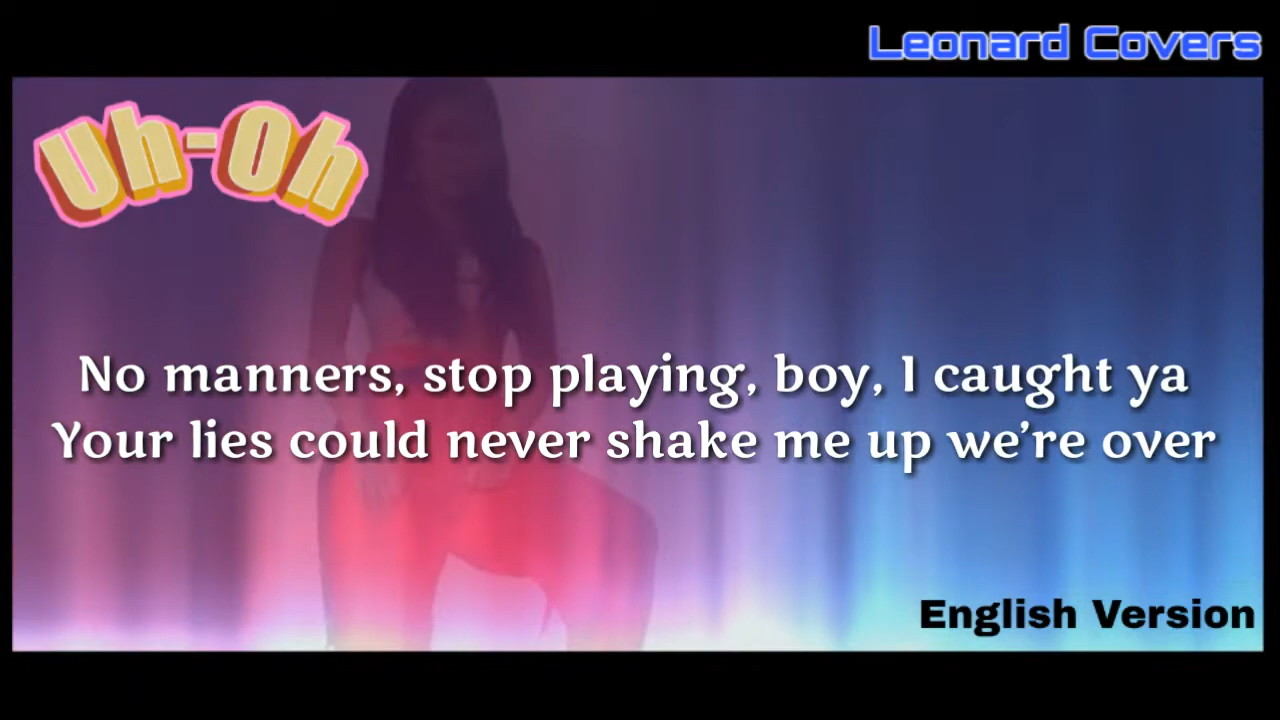 Leonard Covers
Uh-Oh
No manners, stop playing, boy, I caught ya
Your lies could never shake me up we're over
English Version